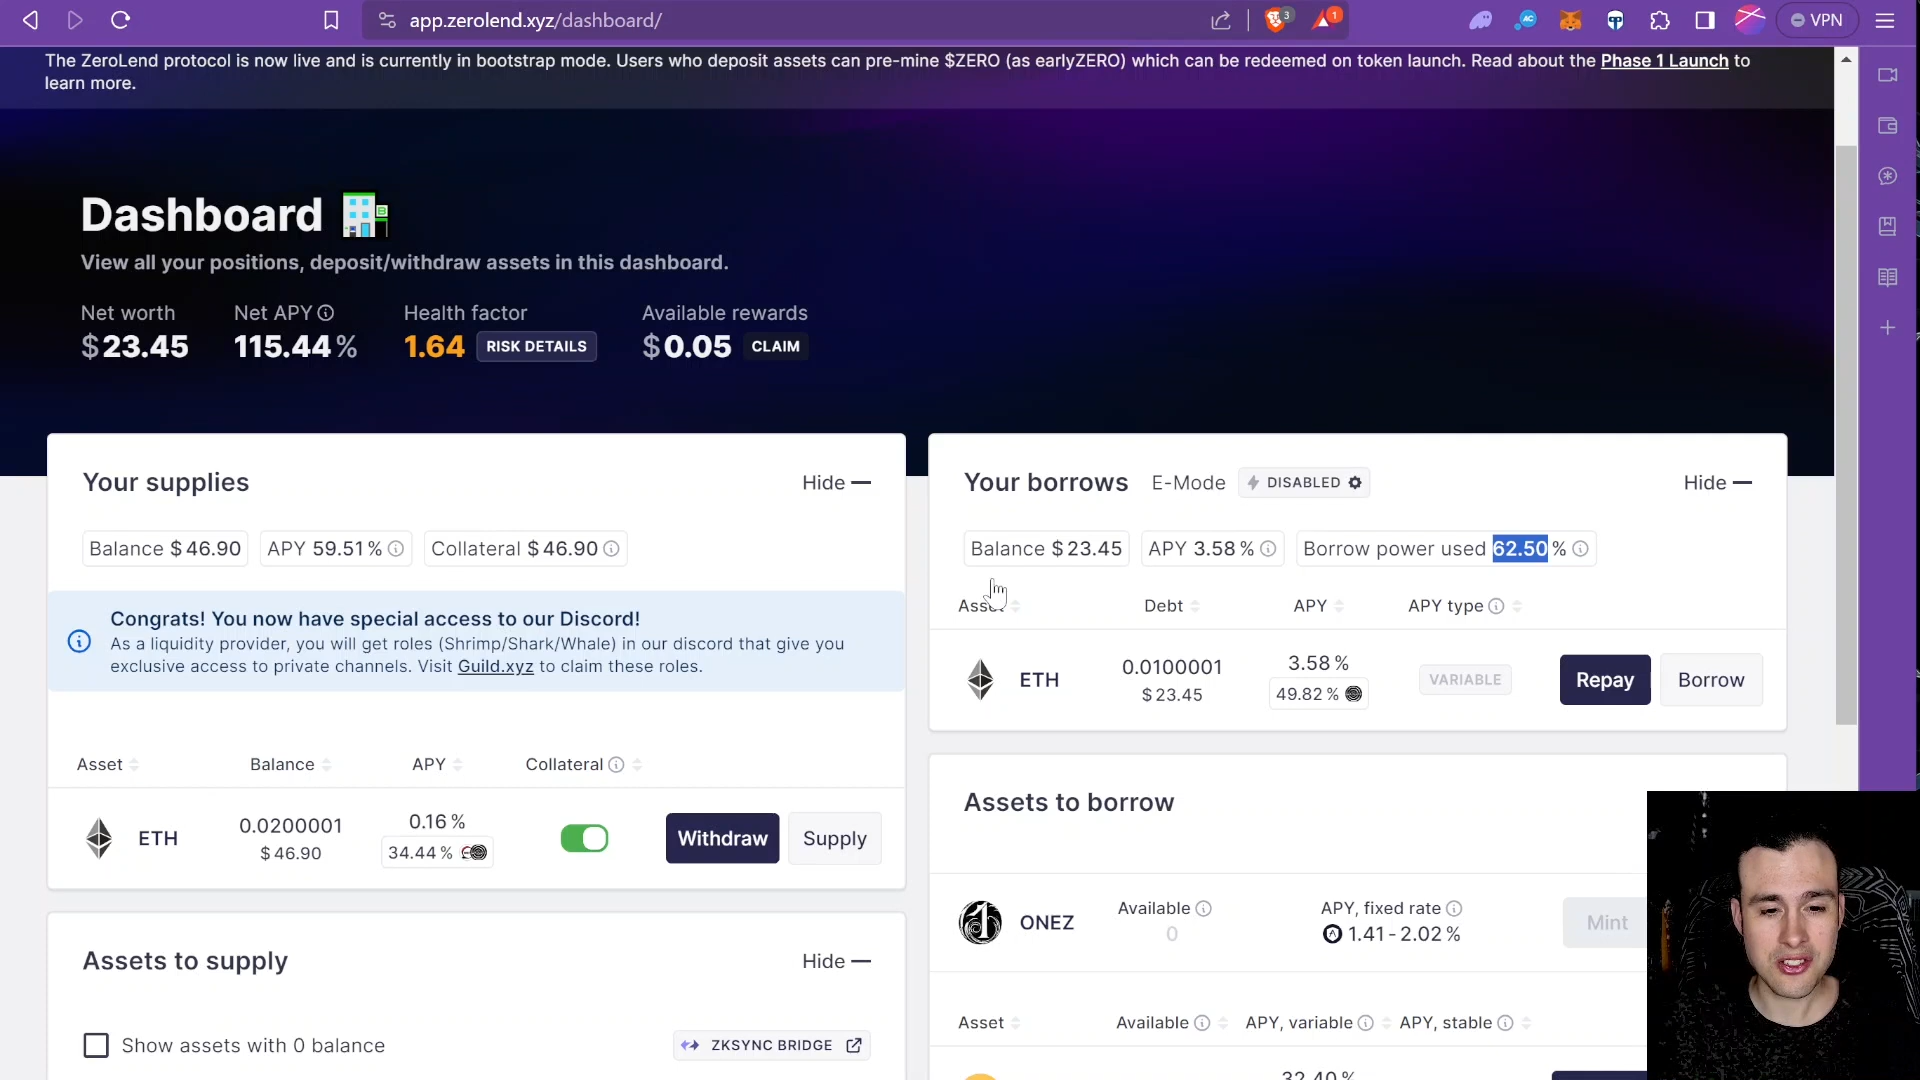 app.zerolend.xyz/dashboard/
3
1
VPN
The ZeroLend protocol is now live and is currently in bootstrap mode. Users who deposit assets can pre-mine $ZERO (as earlyZERO) which can be redeemed on token launch. Read about the Phase 1 Launch to
learn more.
Dashboard
View all your positions, deposit/withdraw assets in this dashboard.
Net worth
$23.45
Net APY
115.44%
Health factor
1.64 RISK DETAILS
Available rewards
$0.05 CLAIM
Your supplies
Hide
Balance $46.90
APY 59.51%
Collateral $46.90
Congrats! You now have special access to our Discord!
As a liquidity provider, you will get roles (Shrimp/Shark/Whale) in our discord that give you
exclusive access to private channels. Visit Guild.xyz to claim these roles.
Asset Balance APY Collateral
ETH
0.0200001
$46.90
0.16%
34.44%
Withdraw
Supply
Assets to supply
Hide
Show assets with 0 balance
ZKSYNC BRIDGE
Your borrows
E-Mode
DISABLED
Hide
Balance $23.45
APY 3.58%
Borrow power used 62.50%
Asset Debt APY APY type
ETH
0.0100001
$23.45
3.58%
49.82%
VARIABLE
Repay
Borrow
Assets to borrow
ONEZ
Available
0
APY, fixed rate
1.41-2.02%
Mint
Asset Available APY, variable APY, stable
32.40%